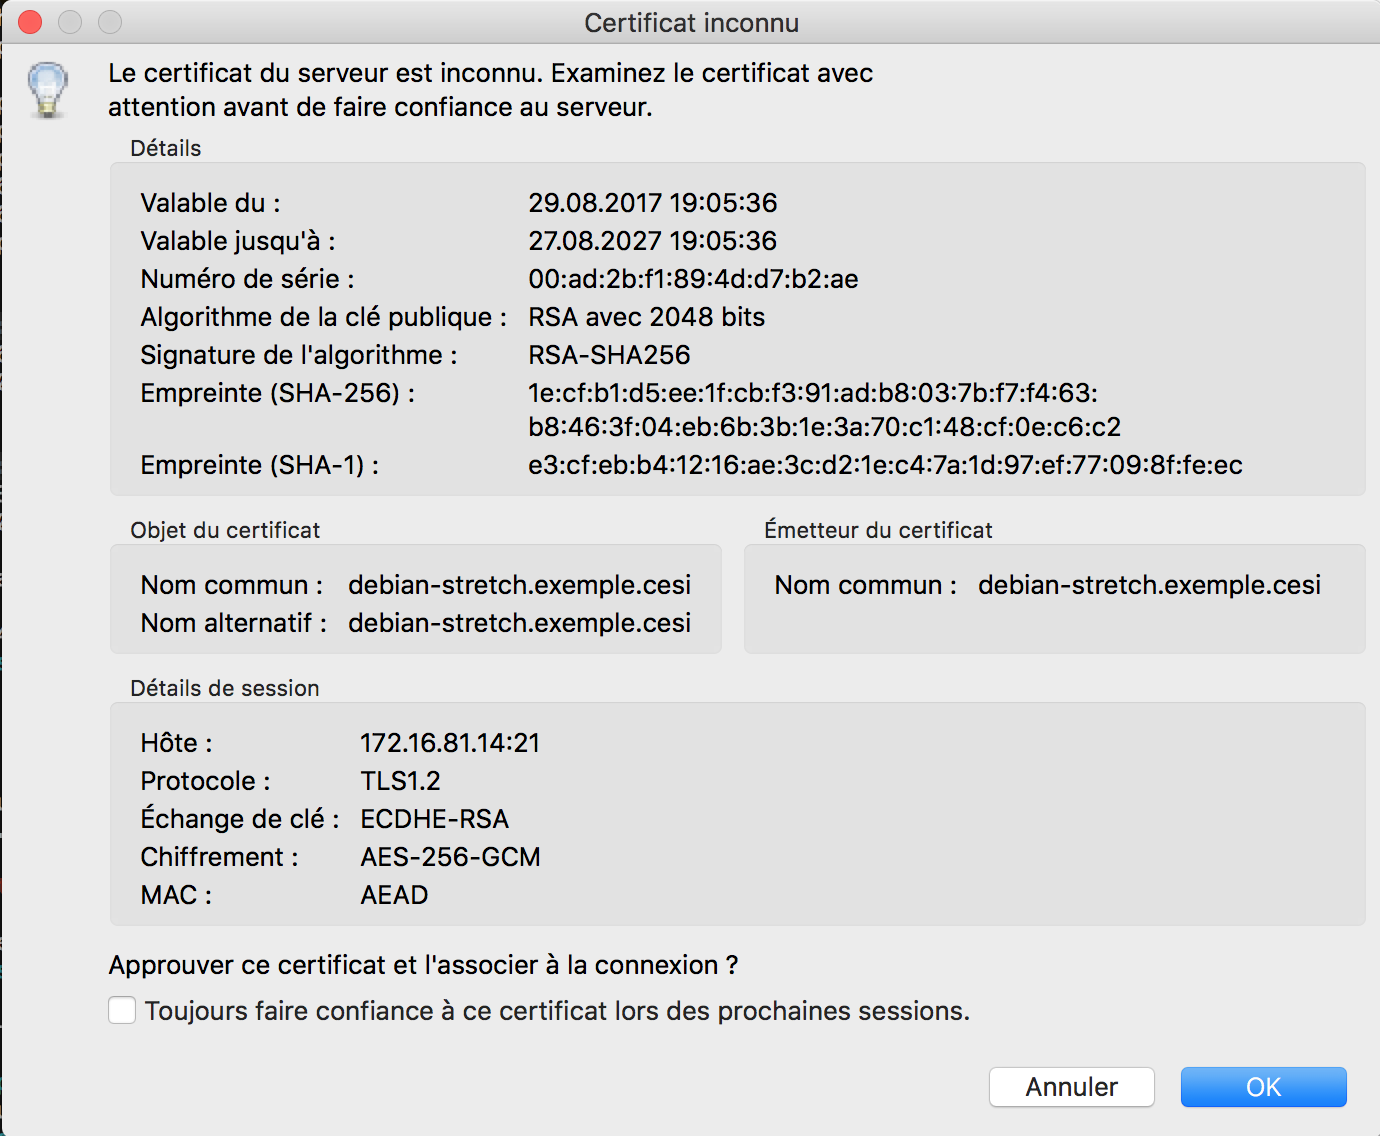 Certificat inconnu
Le certificat du serveur est inconnu. Examinez le certificat avec
attention avant de faire confiance au serveur.
Détails
Valable du : 29.08.2017 19:05:36
Valable jusqu'à : 27.08.2027 19:05:36
Numéro de série : 00:ad:2b:f1:89:4d:d7:b2:ae
Algorithme de la clé publique : RSA avec 2048 bits
Signature de l'algorithme : RSA-SHA256
Empreinte (SHA-256) : 1e:cf:b1:d5:ee:1f:cb:f3:91:ad:b8:03:7b:f7:f4:63:
b8:46:3f:04:eb:6b:3b:1e:3a:70:c1:48:cf:0e:c6:c2
Empreinte (SHA-1) : e3:cf:eb:b4:12:16:ae:3c:d2:1e:c4:7a:1d:97:ef:77:09:8f:fe:ec
Objet du certificat
Nom commun : debian-stretch.exemple.cesi
Nom alternatif : debian-stretch.exemple.cesi
Émetteur du certificat
Nom commun : debian-stretch.exemple.cesi
Détails de session
Hôte : 172.16.81.14:21
Protocole : TLS1.2
Échange de clé : ECDHE-RSA
Chiffrement : AES-256-GCM
MAC : AEAD
Approuver ce certificat et l'associer à la connexion ?
Toujours faire confiance à ce certificat lors des prochaines sessions.
Annuler
OK